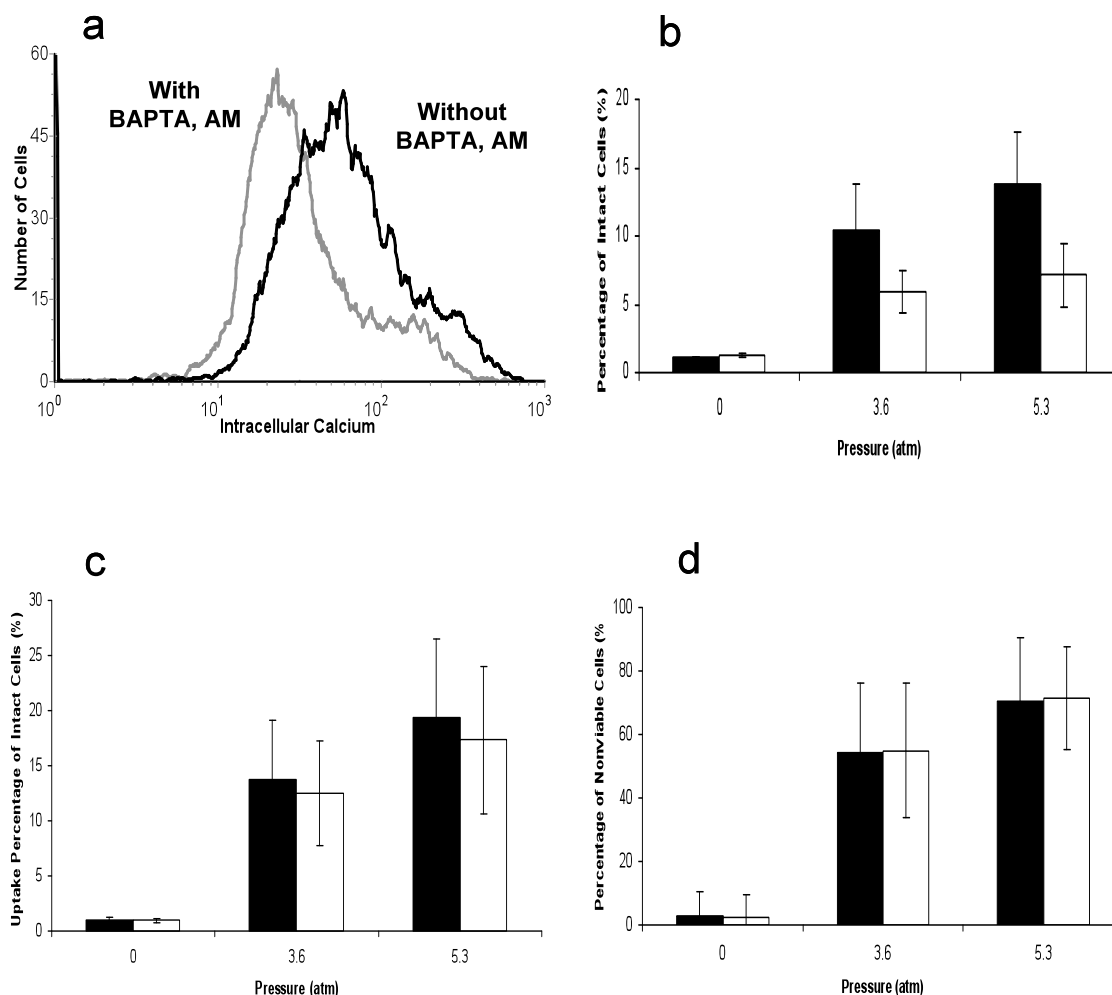 a
60
45
30
15
0
Number of Cells
With
BAPTA, AM
Without
BAPTA, AM
10^0
10^1
10^2
10^3
Intracellular Calcium
b
20
15
10
5
0
Percentage of Intact Cells (%)
0
3.6
5.3
Pressure (atm)
c
30
25
20
15
10
5
0
Uptake Percentage of Intact Cells (%)
0
3.6
5.3
Pressure (atm)
d
100
80
60
40
20
0
Percentage of Nonviable Cells (%
0
3.6
5.3
Pressure (atm)